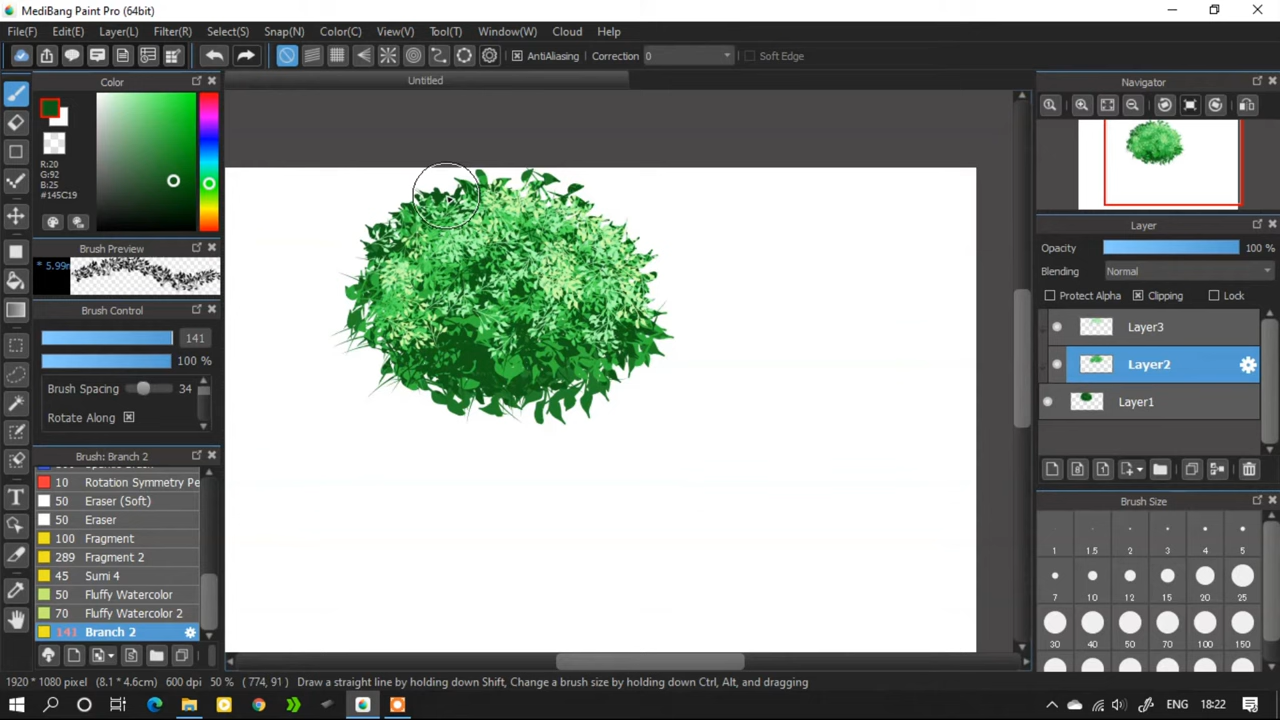 MediBang Paint Pro (64bit)
File(F) Edit(E) Layer(L) Filter(R) Select(S) Snap(N) Color(C) View(V) Tool(T) Window(W) Cloud Help
AntiAliasing Correction 0 Soft Edge
Color
Untitled
Navigator
R:20
G:92
B:25
#145C19
Brush Preview
* 5.99m
Brush Control
141
100 %
Brush Spacing 34
Rotate Along
Brush: Branch 2
10 Rotation Symmetry Pe
50 Eraser (Soft)
50 Eraser
100 Fragment
289 Fragment 2
45 Sumi 4
50 Fluffy Watercolor
70 Fluffy Watercolor 2
141 Branch 2
Layer
Opacity 100 %
Blending Normal
Protect Alpha Clipping Lock
Layer3
Layer2
Layer1
Brush Size
1 1.5 2 3 4 5
7 10 12 15 20 25
30 40 50 70 100 150
1920 * 1080 pixel (8.1 * 4.6cm) 600 dpi 50 % ( 774, 91 ) Draw a straight line by holding down Shift, Change a brush size by holding down Ctrl, Alt, and dragging
ENG 18:22